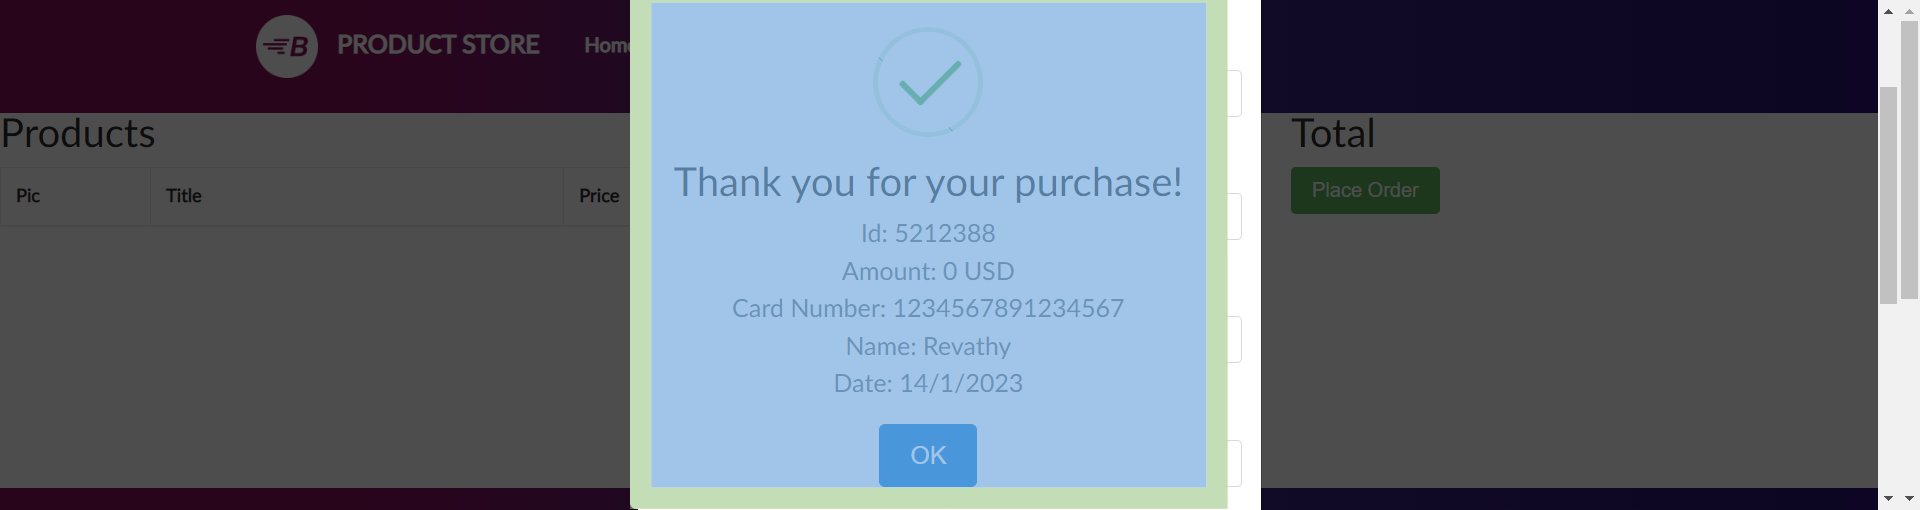 B PRODUCT STORE Hom
Products
Pic Title Price
Thank you for your purchase!
Id: 5212388
Amount: 0 USD
Card Number: 1234567891234567
Name: Revathy
Date: 14/1/2023
OK
Total
Place Order